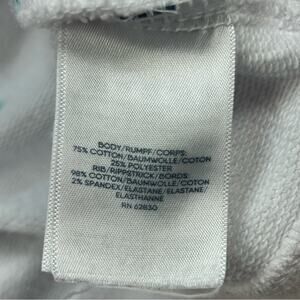 BODY/RUMPF/CORPS:
75% COTTON/BAUMWOLLE/COTON
25% POLYESTER
RIB/RIPPSTRICK/BORDS:
98% COTTON/BAUMWOLLE/COTON
2% SPANDEX/ELASTANE/ELASTANE/
ELASTHANNE
RN 62830